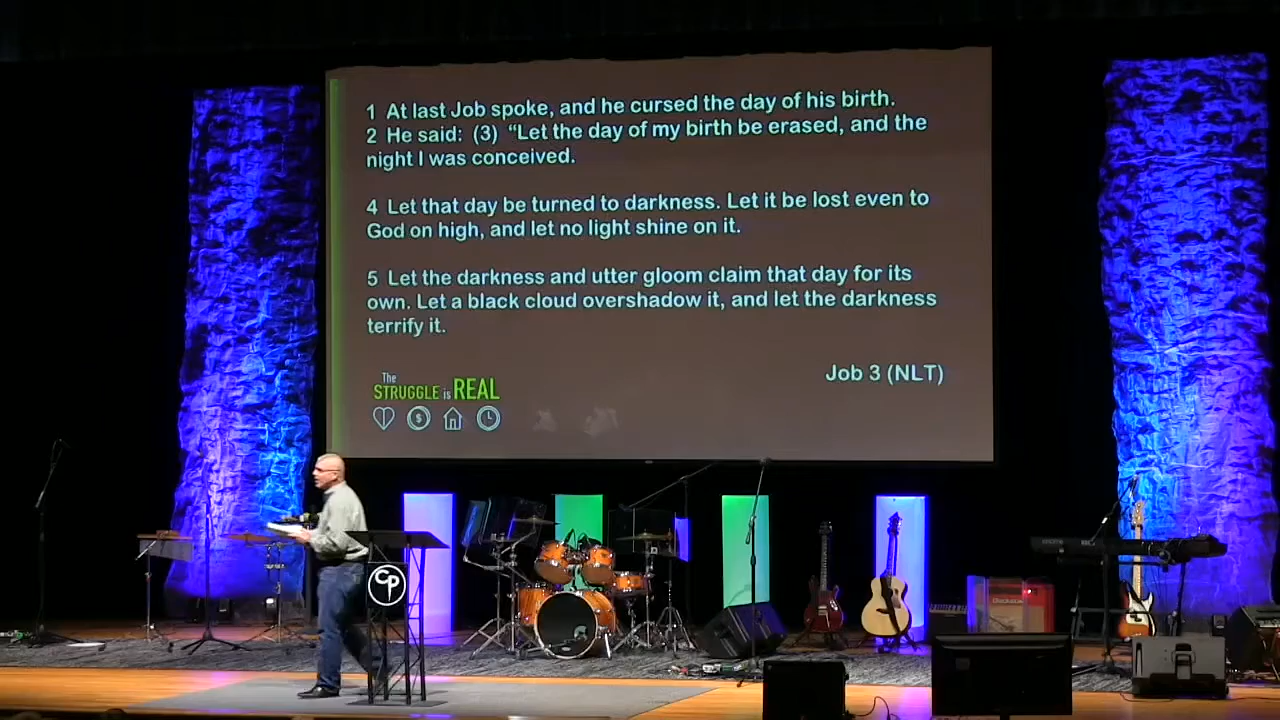 1 At last Job spoke, and he cursed the day of his birth.
2 He said: (3) “Let the day of my birth be erased, and the
night I was conceived.
4 Let that day be turned to darkness. Let it be lost even to
God on high, and let no light shine on it.
5 Let the darkness and utter gloom claim that day for its
own. Let a black cloud overshadow it, and let the darkness
terrify it.
Job 3 (NLT)
The
STRUGGLE is REAL
$
CP